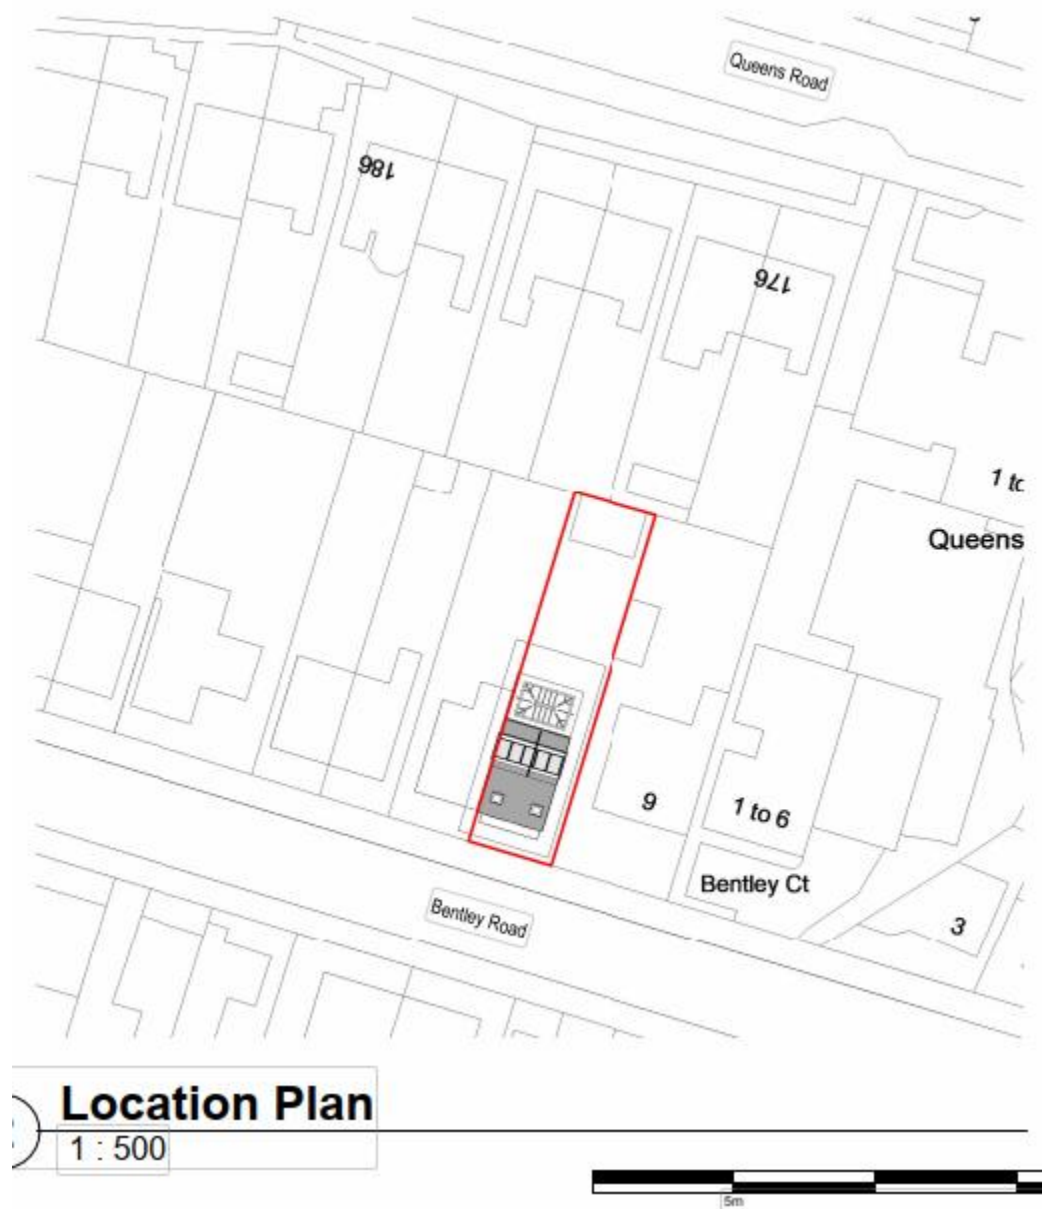 Queens Road
186
176
1 to
Queens
9
1 to 6
Bentley Ct
3
Bentley Road
Location Plan
1 : 500
5m